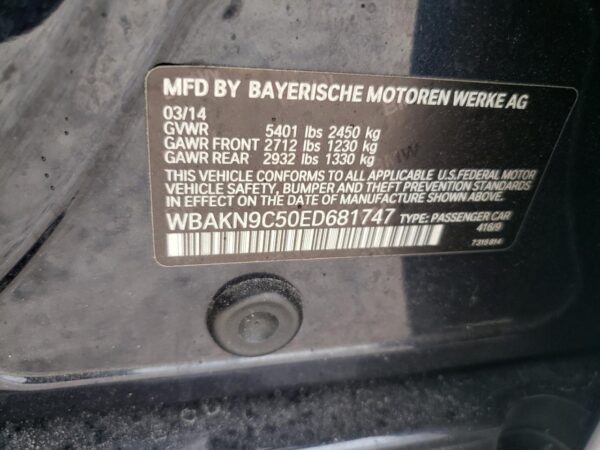 MFD BY BAYERISCHE MOTOREN WERKE AG
03/14
GVWR 5401 lbs 2450 kg
GAWR FRONT 2712 lbs 1230 kg
GAWR REAR 2932 lbs 1330 kg
THIS VEHICLE CONFORMS TO ALL APPLICABLE U.S.FEDERAL MOTOR
VEHICLE SAFETY, BUMPER AND THEFT PREVENTION STANDARDS
IN EFFECT ON THE DATE OF MANUFACTURE SHOWN ABOVE.
WBAKN9C50ED681747 TYPE: PASSENGER CAR
416/9